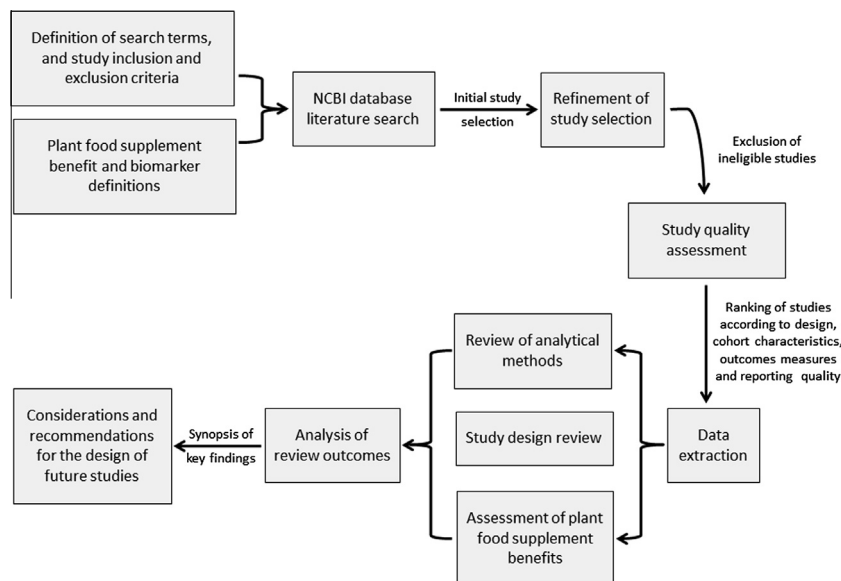 Definition of search terms,
and study inclusion and
exclusion criteria
Plant food supplement
benefit and biomarker
definitions
NCBI database
literature search
Initial study
selection
Refinement of
study selection
Exclusion of
ineligible studies
Study quality
assessment
Ranking of studies
according to design,
cohort characteristics,
outcomes measures
and reporting quality
Data
extraction
Review of analytical
methods
Study design review
Assessment of plant
food supplement
benefits
Analysis of
review outcomes
Synopsis of
key findings
Considerations and
recommendations
for the design of
future studies